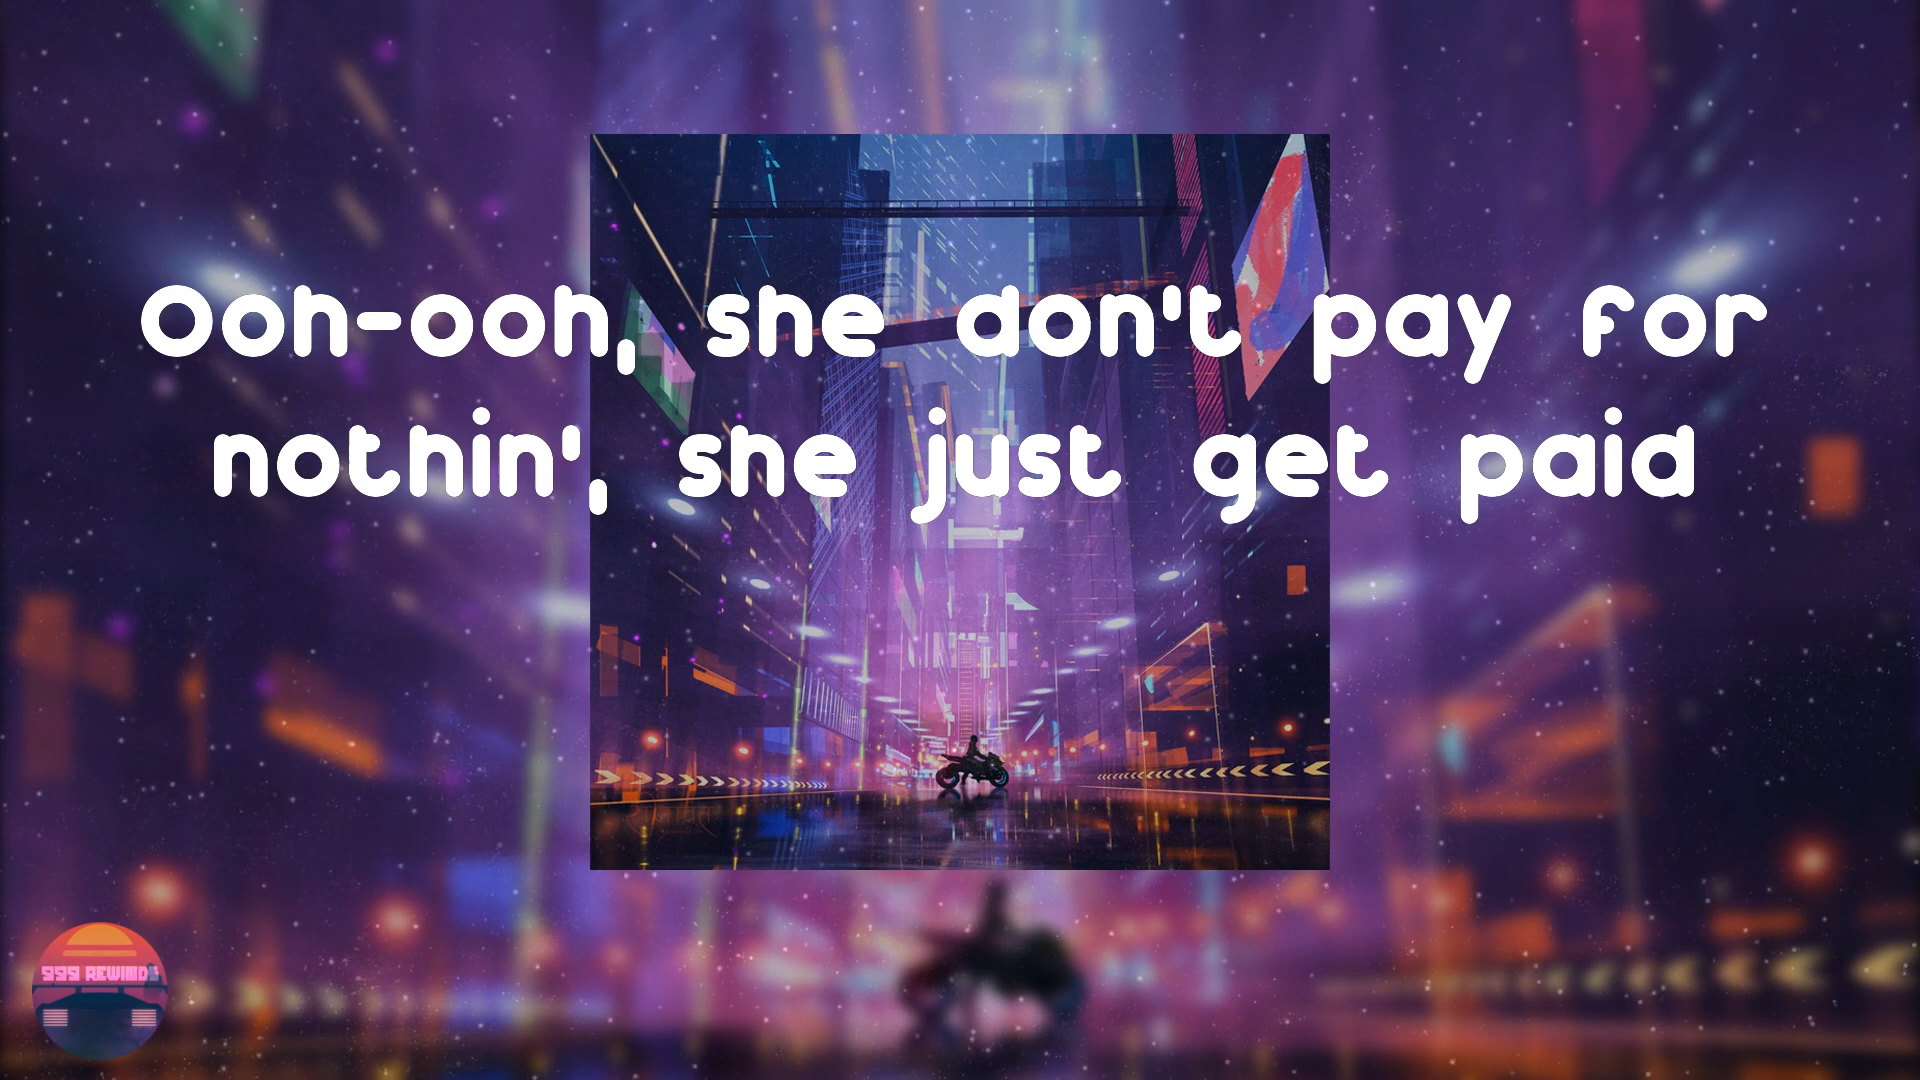 Ooh-ooh, she don't pay for
nothin', she just get paid
999 REWIND